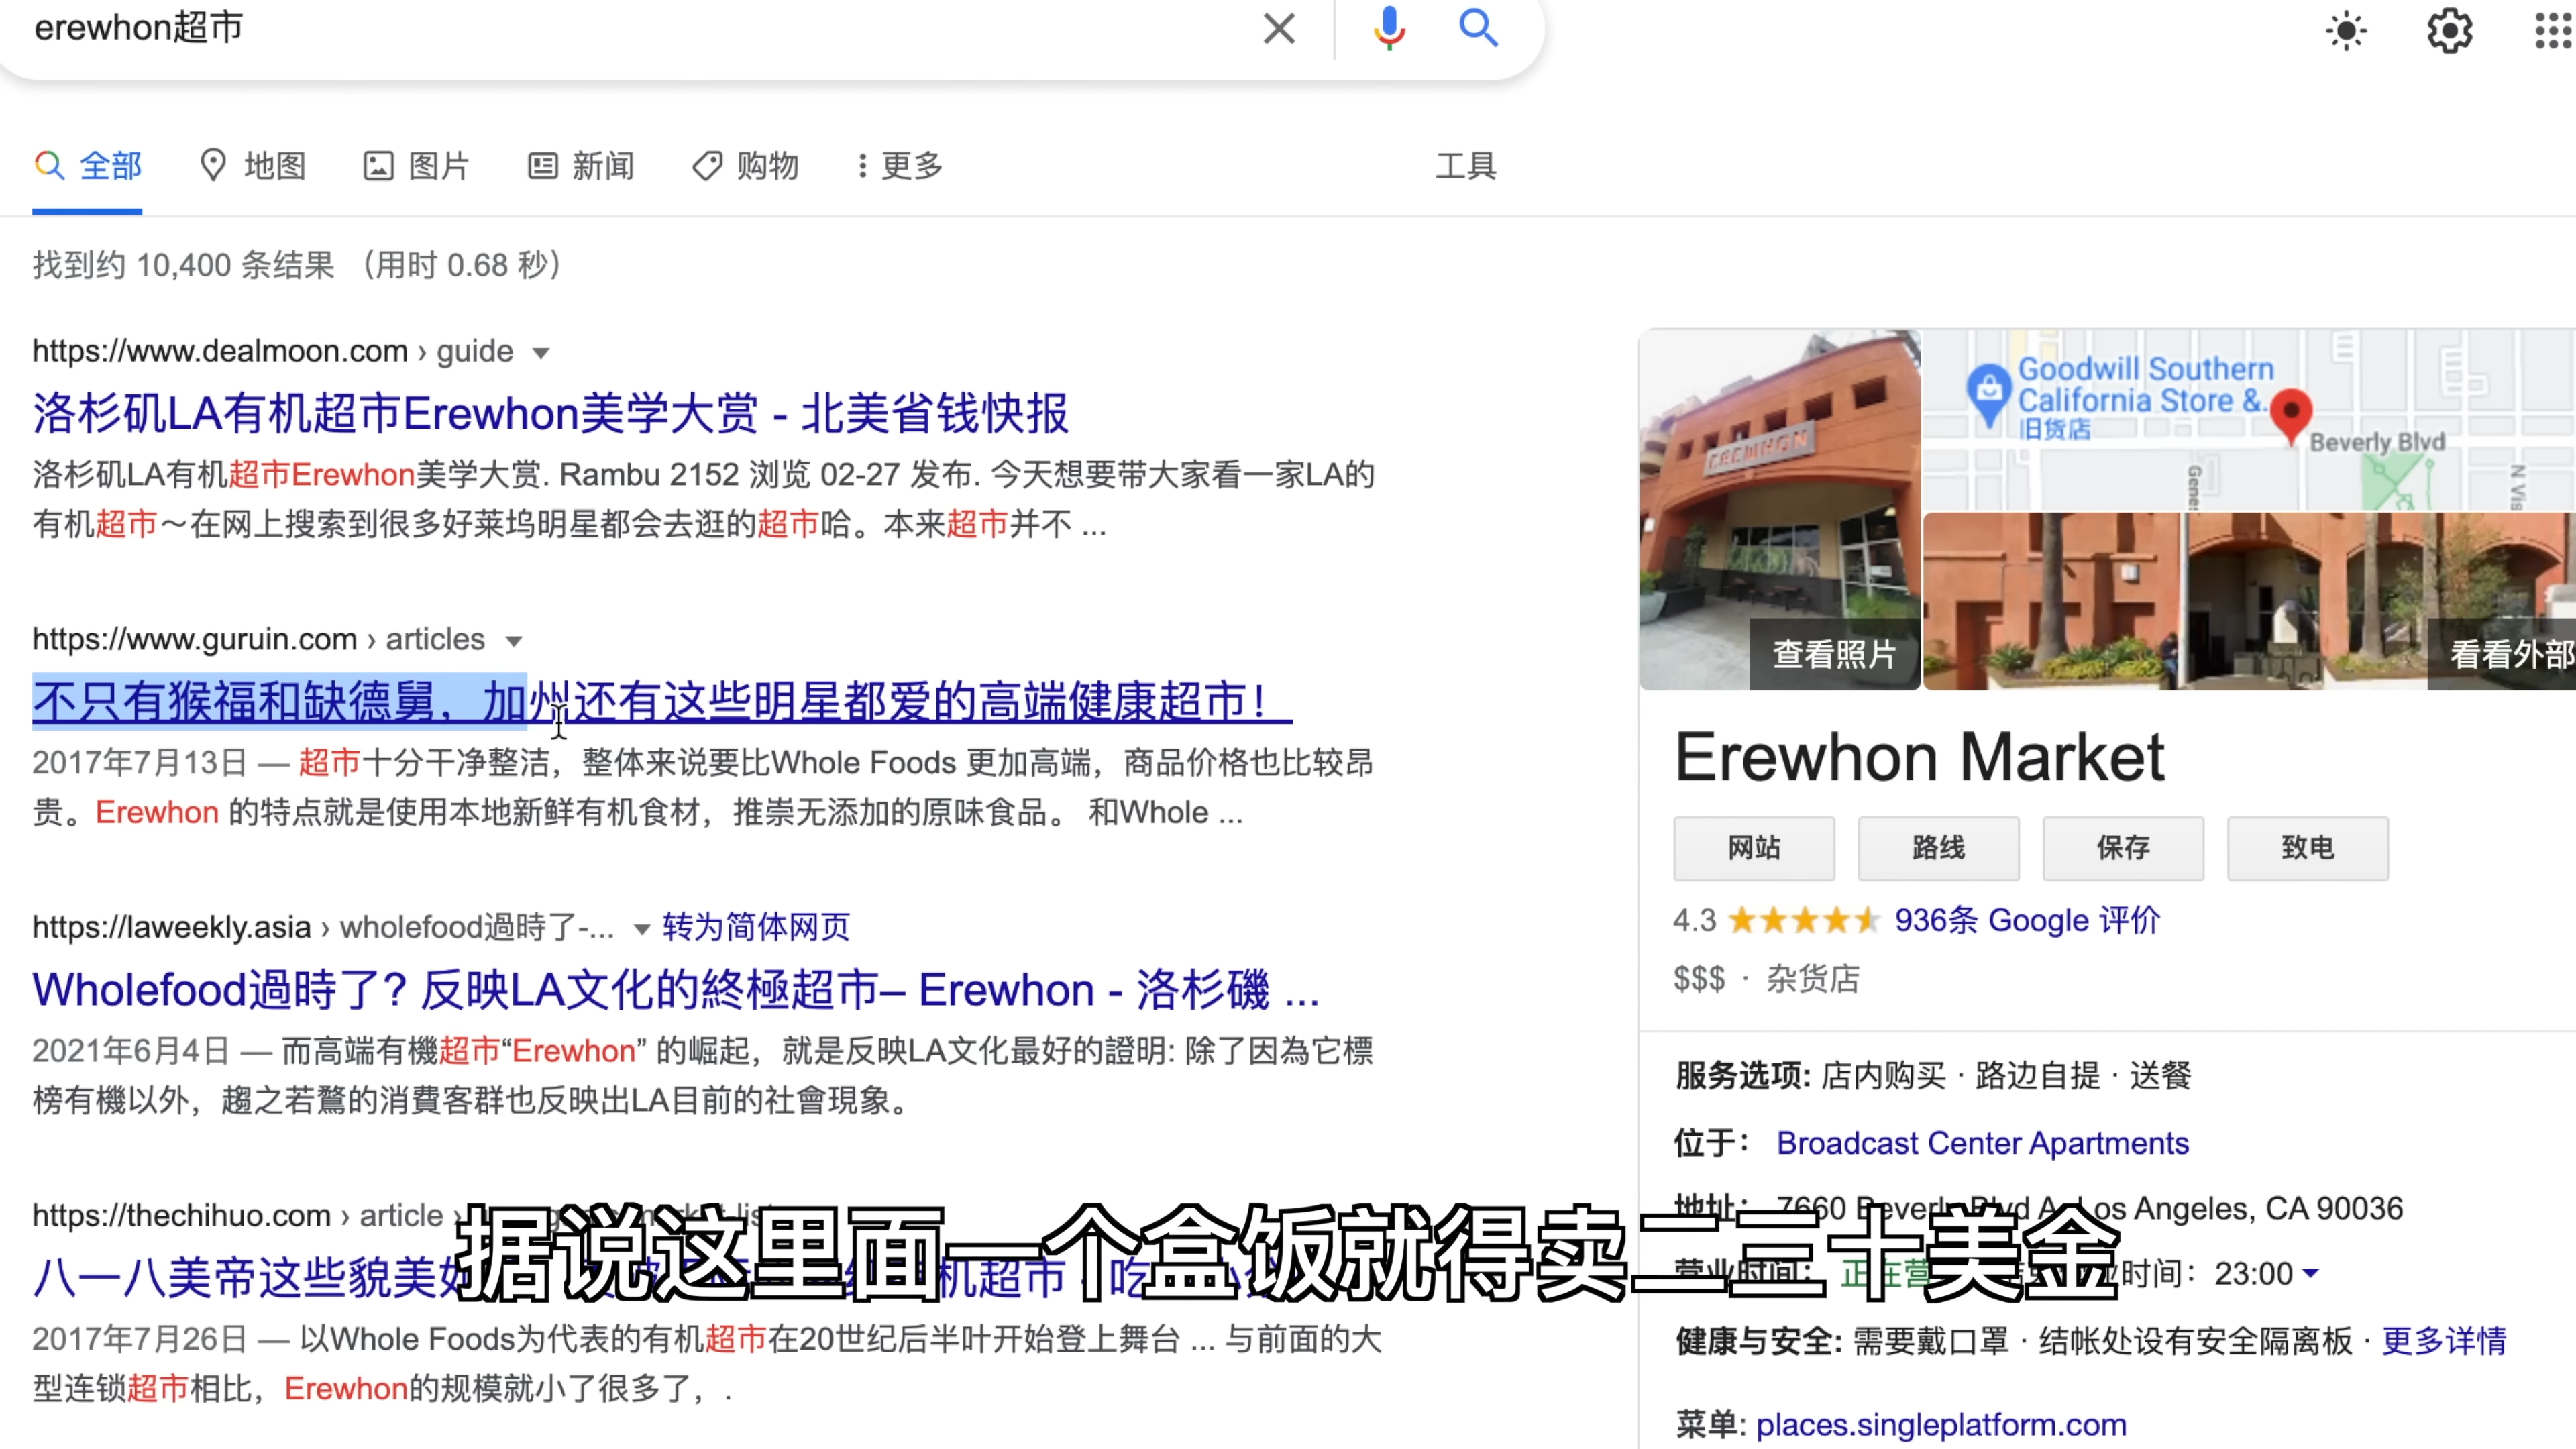 erewhon超市
全部
地图
图片
新闻
购物
更多
工具
找到约 10,400 条结果 （用时 0.68 秒）
https://www.dealmoon.com › guide
洛杉矶LA有机超市Erewhon美学大赏 - 北美省钱快报
洛杉矶LA有机超市Erewhon美学大赏. Rambu 2152 浏览 02-27 发布. 今天想要带大家看一家LA的
有机超市～在网上搜索到很多好莱坞明星都会去逛的超市哈。本来超市并不 ...
https://www.guruin.com › articles
不只有猴福和缺德舅，加州还有这些明星都爱的高端健康超市！
2017年7月13日 — 超市十分干净整洁，整体来说要比Whole Foods 更加高端，商品价格也比较昂
贵。Erewhon 的特点就是使用本地新鲜有机食材，推崇无添加的原味食品。 和Whole ...
https://laweekly.asia › wholefood過時了-... 转为简体网页
Wholefood過時了? 反映LA文化的終極超市– Erewhon - 洛杉磯 ...
2021年6月4日 — 而高端有機超市“Erewhon” 的崛起，就是反映LA文化最好的證明: 除了因為它標
榜有機以外，趨之若鶩的消費客群也反映出LA目前的社會現象。
https://thechihuo.com › article ›
八一八美帝这些貌美如 机超市 吃
2017年7月26日 — 以Whole Foods为代表的有机超市在20世纪后半叶开始登上舞台 ... 与前面的大
型连锁超市相比，Erewhon的规模就小了很多了，.
Goodwill Southern
California Store &.
旧货店
Beverly Blvd
Gene
N Vis
EREWHON
查看照片
看看外部
Erewhon Market
网站
路线
保存
致电
4.3 936条 Google 评价
$$$ · 杂货店
服务选项: 店内购买 · 路边自提 · 送餐
位于： Broadcast Center Apartments
地址： 7660 Beverly Blvd A, Los Angeles, CA 90036
营业时间： 正在营 业时间：23:00
健康与安全: 需要戴口罩 · 结帐处设有安全隔离板 · 更多详情
菜单: places.singleplatform.com
据说这里面一个盒饭就得卖二三十美金